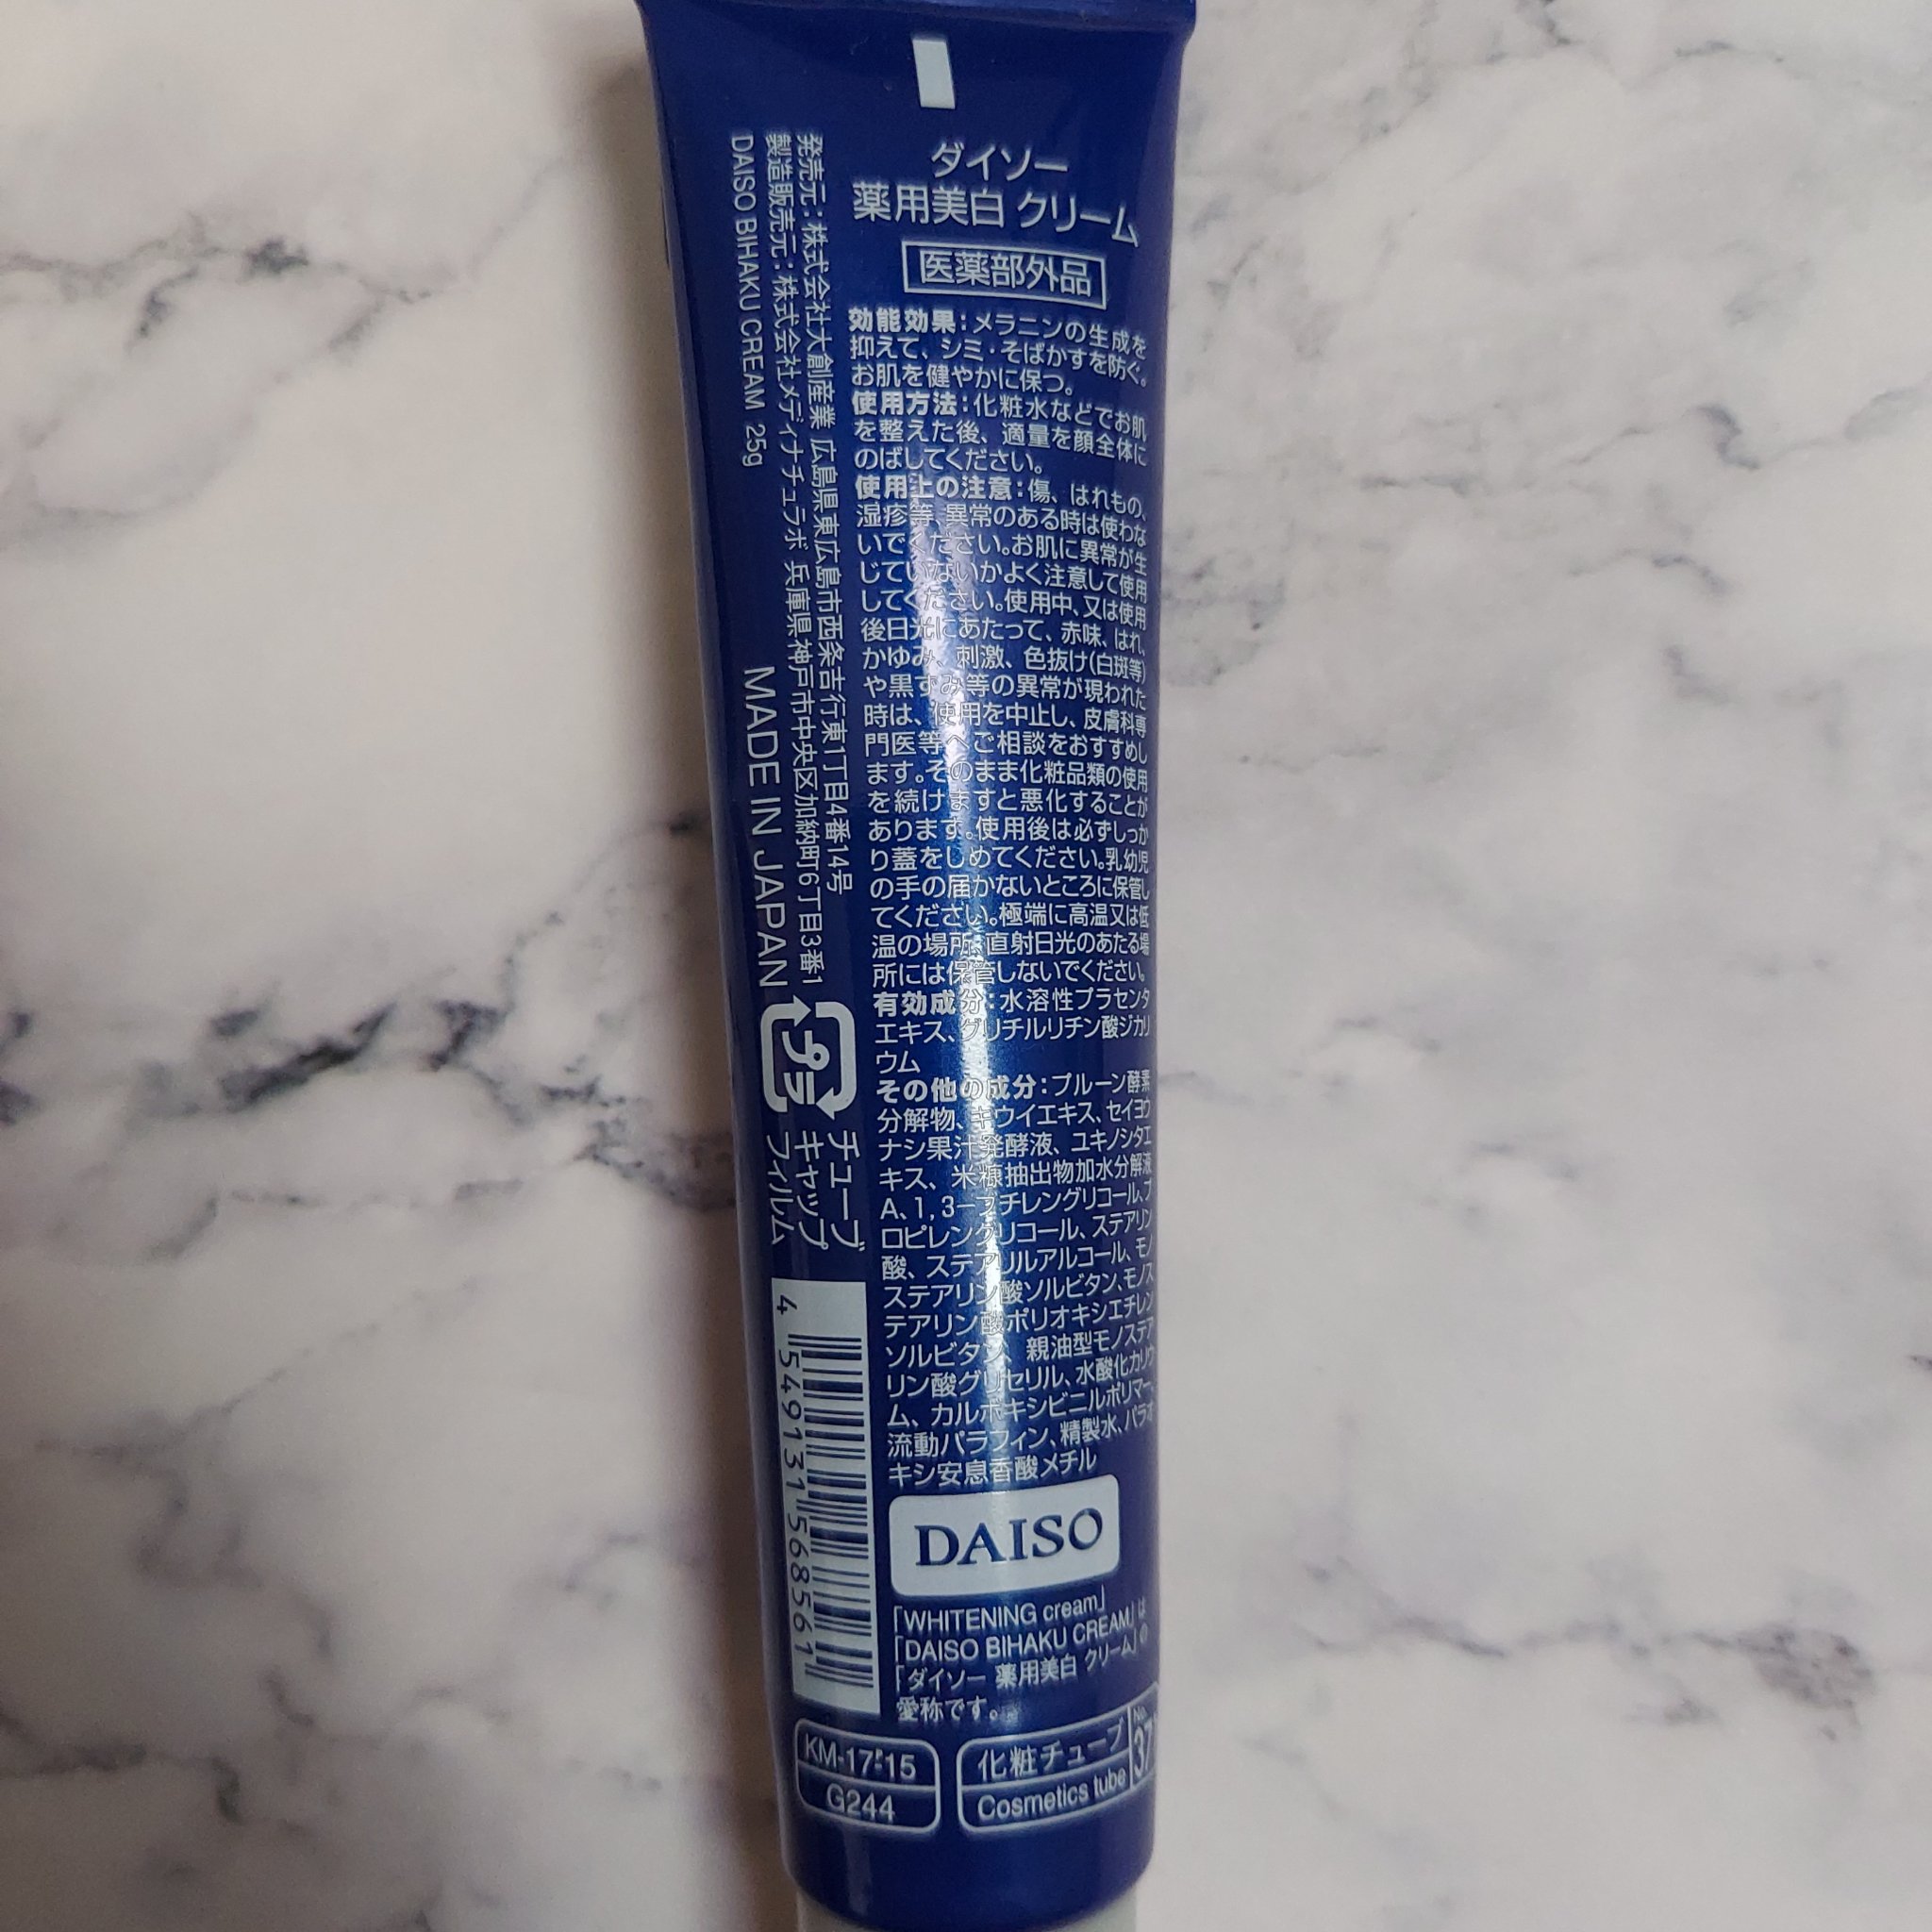 ダイソー
薬用美白 クリーム
医薬部外品
効能効果:メラニンの生成を
抑えて、シミ・そばかすを防ぐ。
お肌を健やかに保つ。
使用方法:化粧水などでお肌
を整えた後、適量を顔全体に
のばしてください。
使用上の注意:傷、はれもの、
湿疹等、異常のある時は使わな
いでください。お肌に異常が生
じていないかよく注意して使用
してください。使用中、又は使用
後日光にあたって、赤味、はれ、
かゆみ、刺激、色抜け(白斑等)
や黒ずみ等の異常が現われた
時は、使用を中止し、皮膚科専
門医等へご相談をおすすめし
ます。そのまま化粧品類の使用
を続けますと悪化することが
あります。使用後は必ずしっか
り蓋をしめてください。乳幼児
の手の届かないところに保管し
てください。極端に高温又は低
温の場所、直射日光のあたる場
所には保管しないでください。
有効成分:水溶性プラセンタ
エキス、グリチルリチン酸ジカリ
ウム
その他の成分:プルーン酵素
分解物、キウイエキス、セイヨウ
ナシ果汁発酵液、ユキノシタエ
キス、米糠抽出物加水分解液
A、1,3-ブチレングリコール、プ
ロピレングリコール、ステアリン
酸、ステアリルアルコール、モノ
ステアリン酸ソルビタン、モノス
テアリン酸ポリオキシエチレン
ソルビタン、親油型モノステア
リン酸グリセリル、水酸化カリウ
ム、カルボキシビニルポリマー、
流動パラフィン、精製水、パラオ
キシ安息香酸メチル
DAISO
「WHITENING cream」
「DAISO BIHAKU CREAM」は
「ダイソー 薬用美白 クリーム」の
愛称です。
発売元:株式会社大創産業 広島県東広島市西条吉行東1丁目4番14号
製造販売元:株式会社メディナチュラボ 兵庫県神戸市中央区加納町6丁目3番1
DAISO BIHAKU CREAM 25g
MADE IN JAPAN
プラ
チューブ
キャップ
フィルム
4 549131 568561
KM-17-15
G244
化粧チューブ
Cosmetics tube
No.